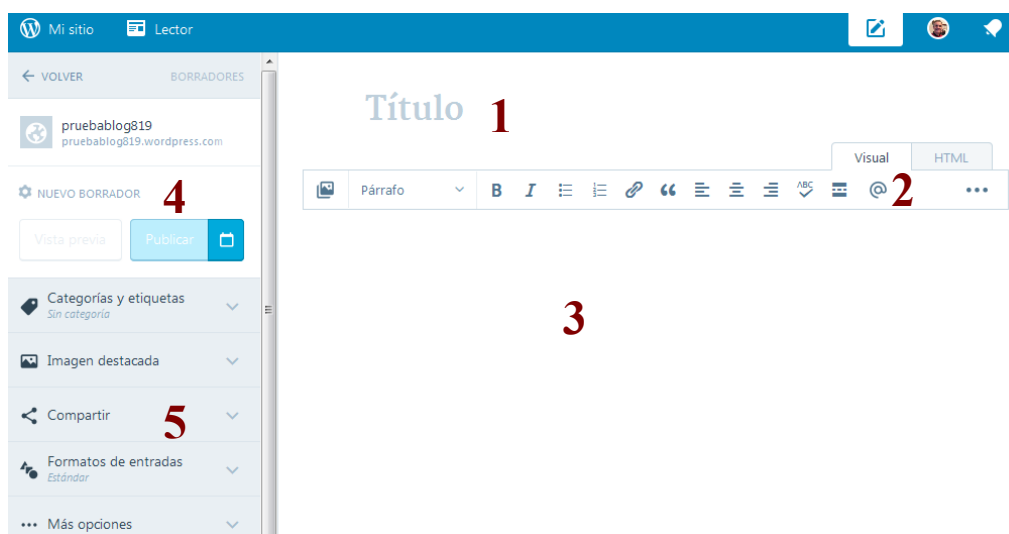 Mi sitio Lector
VOLVER BORRADORES
pruebablog819
pruebablog819.wordpress.com
NUEVO BORRADOR
4
Vista previa Publicar
Categorías y etiquetas
Sin categoría
Imagen destacada
Compartir
5
Formatos de entradas
Estándar
Más opciones
Título
1
Visual HTML
Párrafo B I ABC @
2
3